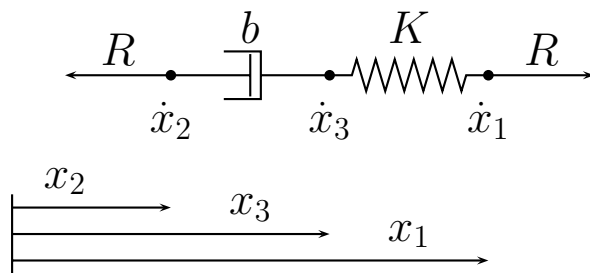 R b K R
ẋ₂ ẋ₃ ẋ₁
x₂
x₃
x₁